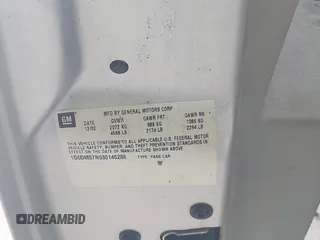 GM
MFD BY GENERAL MOTORS CORP
DATE GVWR GAWR FRT GAWR RR
12/02 2072 KG 986 KG 1086 KG
4568 LB 2174 LB 2394 LB
THIS VEHICLE CONFORMS TO ALL APPLICABLE U.S. FEDERAL MOTOR
VEHICLE SAFETY, BUMPER, AND THEFT PREVENTION STANDARDS IN
EFFECT ON THE DATE OF MANUFACTURE SHOWN ABOVE.
TYPE: PASS CAR
DREAMBID